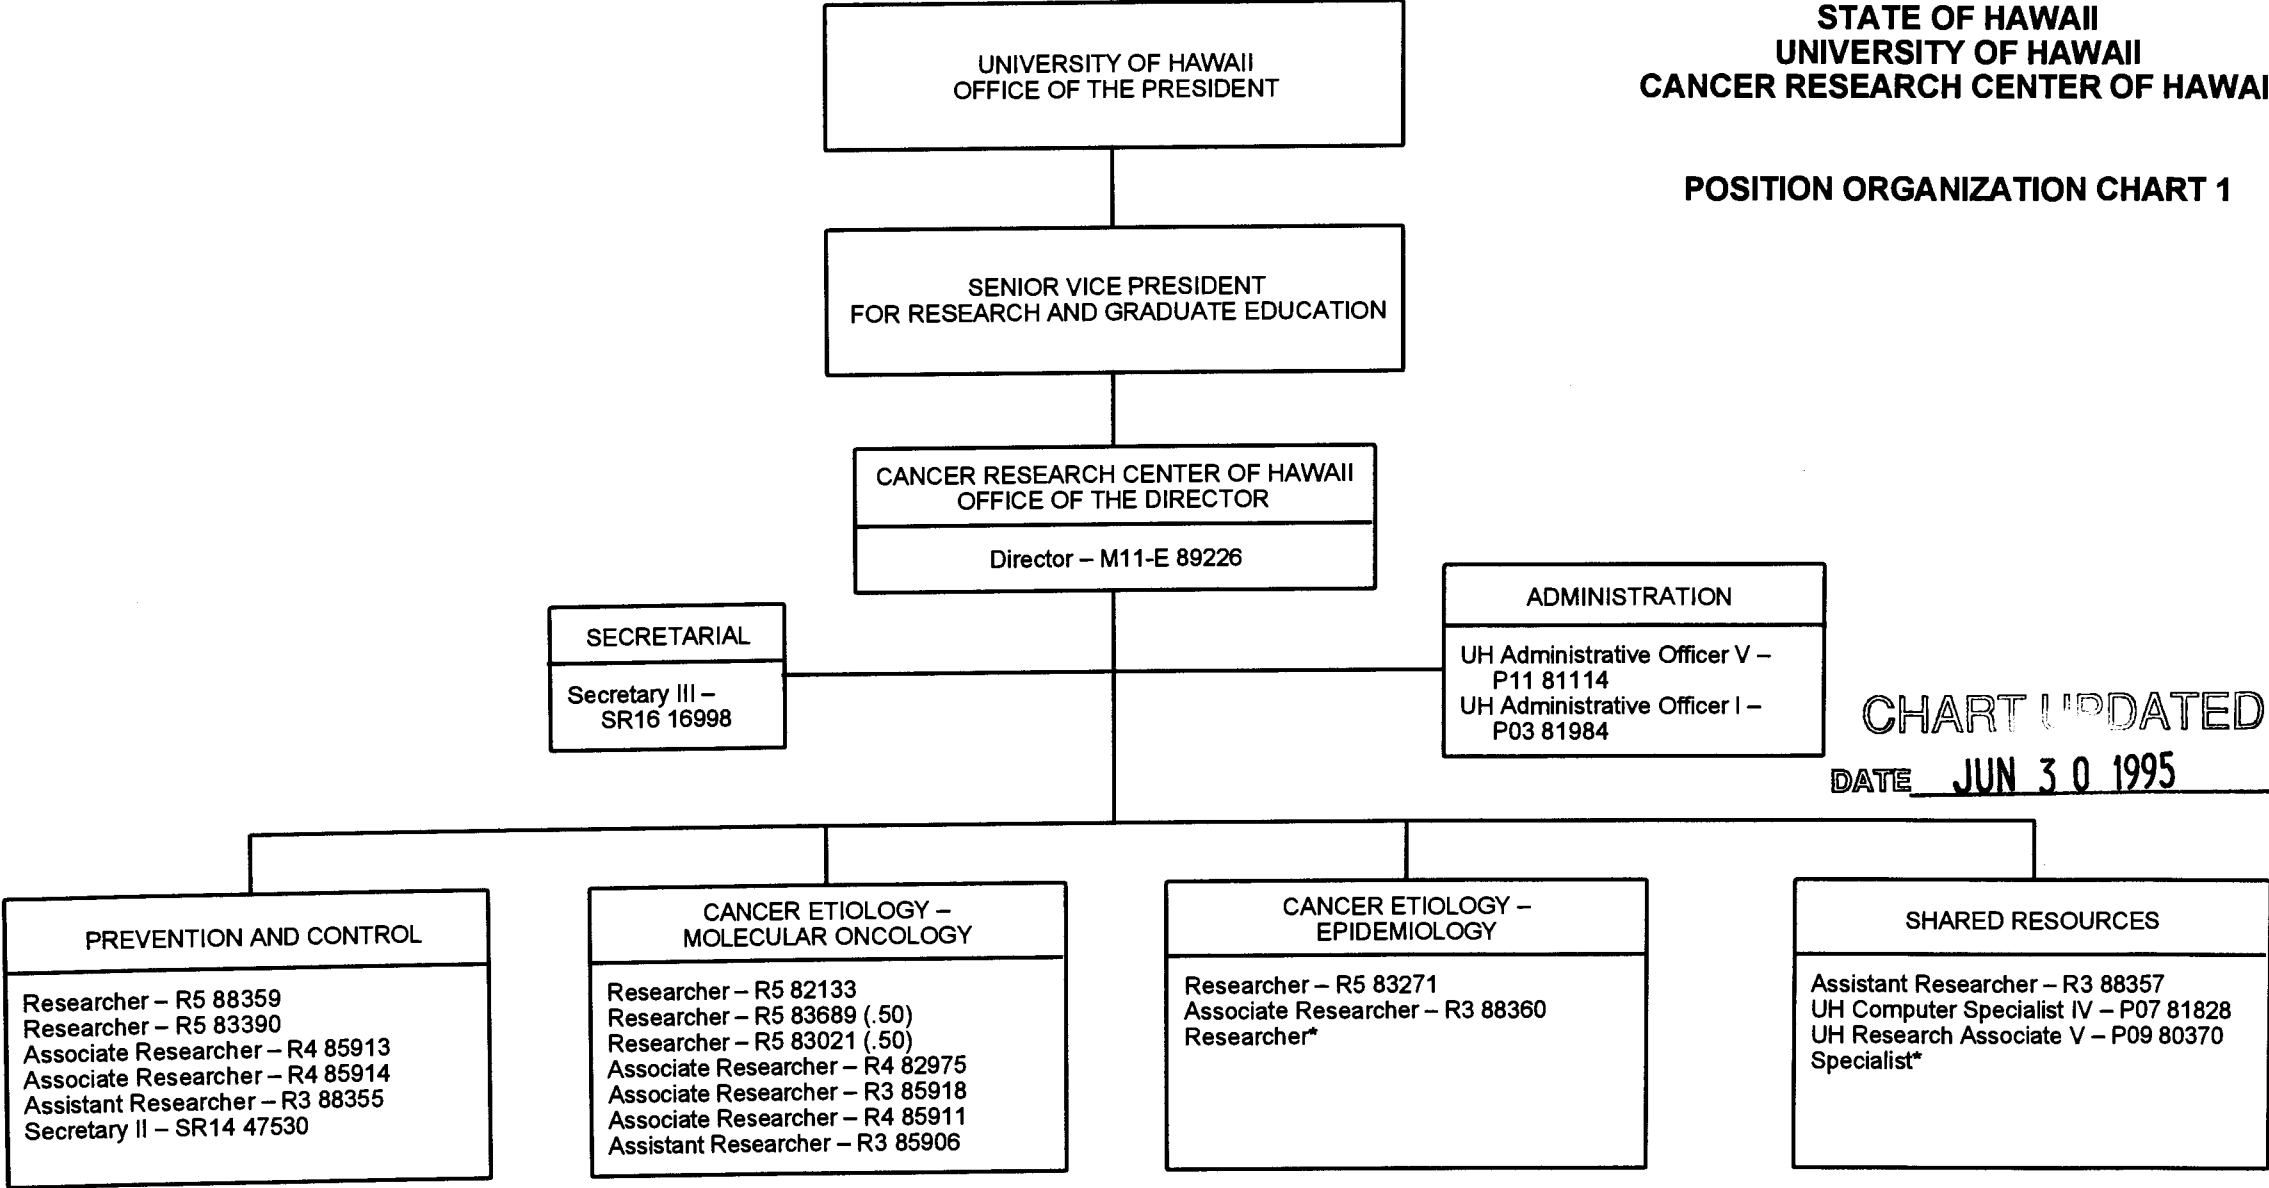 STATE OF HAWAII
UNIVERSITY OF HAWAII
CANCER RESEARCH CENTER OF HAWAI
POSITION ORGANIZATION CHART 1
UNIVERSITY OF HAWAII
OFFICE OF THE PRESIDENT
SENIOR VICE PRESIDENT
FOR RESEARCH AND GRADUATE EDUCATION
CANCER RESEARCH CENTER OF HAWAII
OFFICE OF THE DIRECTOR
Director – M11-E 89226
SECRETARIAL
Secretary III –
SR16 16998
ADMINISTRATION
UH Administrative Officer V –
P11 81114
UH Administrative Officer I –
P03 81984
CHART UPDATED
DATE JUN 30 1995
PREVENTION AND CONTROL
Researcher – R5 88359
Researcher – R5 83390
Associate Researcher – R4 85913
Associate Researcher – R4 85914
Assistant Researcher – R3 88355
Secretary II – SR14 47530
CANCER ETIOLOGY –
MOLECULAR ONCOLOGY
Researcher – R5 82133
Researcher – R5 83689 (.50)
Researcher – R5 83021 (.50)
Associate Researcher – R4 82975
Associate Researcher – R3 85918
Associate Researcher – R4 85911
Assistant Researcher – R3 85906
CANCER ETIOLOGY –
EPIDEMIOLOGY
Researcher – R5 83271
Associate Researcher – R3 88360
Researcher*
SHARED RESOURCES
Assistant Researcher – R3 88357
UH Computer Specialist IV – P07 81828
UH Research Associate V – P09 80370
Specialist*